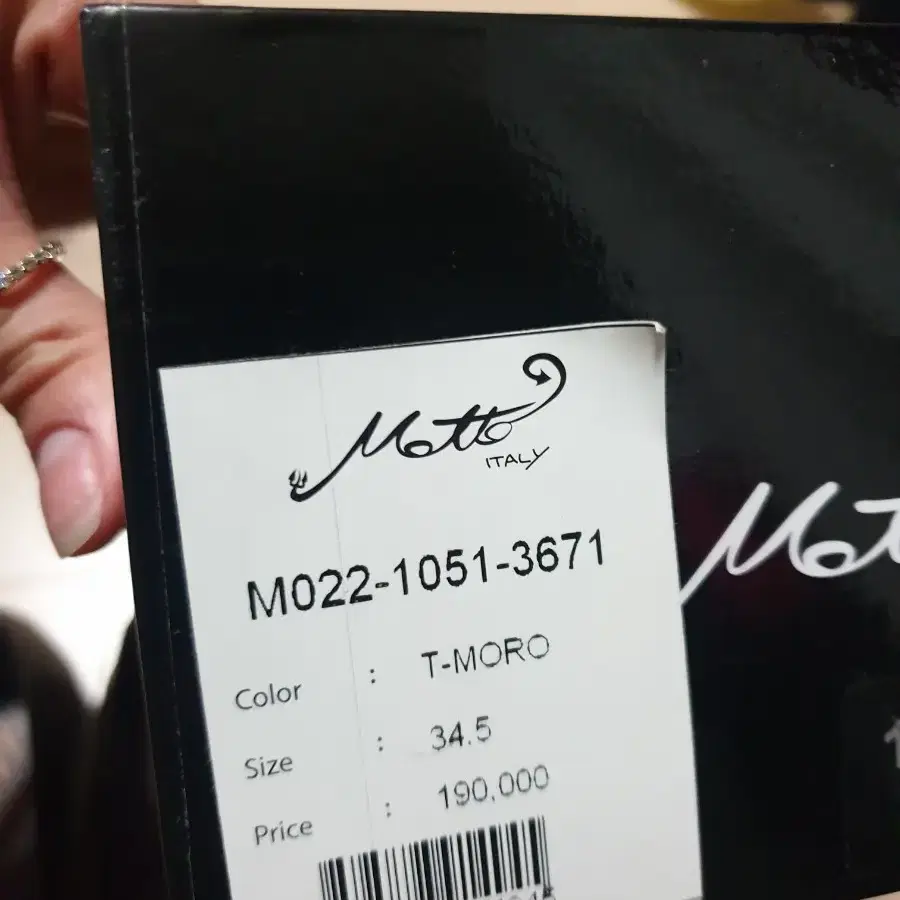 Motto
ITALY
M022-1051-3671
Color : T-MORO
Size : 34.5
Price : 190,000